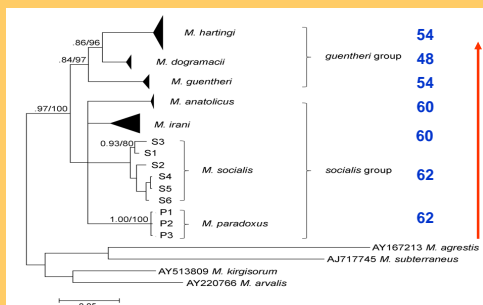 M. hartingi
54
.86/96
.84/97
M. dogramacii
guentheri group
48
M. guentheri
54
.97/100
M. anatolicus
60
M. irani
60
0.93/80
S3
S1
S2
M. socialis
socialis group
S4
62
S5
S6
1.00/100
P1
P2
M. paradoxus
62
P3
AY167213 M. agrestis
AJ717745 M. subterraneus
AY513809 M. kirgisorum
AY220766 M. arvalis
0.05